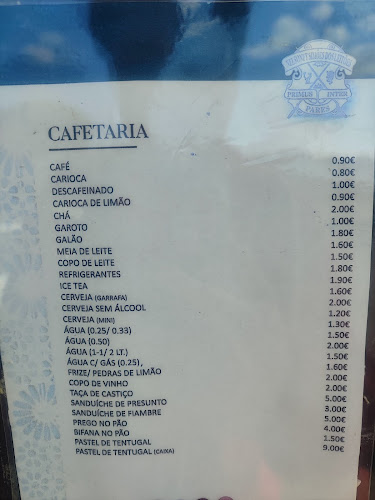 PRIMUS INTER
PARES
CAFETARIA
CAFÉ 0.90€
CARIOCA 0.80€
DESCAFEINADO 1.00€
CARIOCA DE LIMÃO 0.90€
CHÁ 2.00€
GAROTO 1.00€
GALÃO 1.80€
MEIA DE LEITE 1.60€
COPO DE LEITE 1.50€
REFRIGERANTES 1.80€
ICE TEA 1.90€
CERVEJA (GARRAFA) 1.60€
CERVEJA SEM ÁLCOOL 2.00€
CERVEJA (MINI) 1.20€
ÁGUA (0.25/ 0.33) 1.30€
ÁGUA (0.50) 1.50€
ÁGUA (1-1/ 2 LT.) 2.00€
ÁGUA C/ GÁS (0.25), 1.50€
FRIZE/ PEDRAS DE LIMÃO 1.60€
COPO DE VINHO 2.00€
TAÇA DE CASTIÇO 2.00€
SANDUÍCHE DE PRESUNTO 5.00€
SANDUÍCHE DE FIAMBRE 3.00€
PREGO NO PÃO 5.00€
BIFANA NO PÃO 4.00€
PASTEL DE TENTUGAL 1.50€
PASTEL DE TENTUGAL (CAIXA) 9.00€